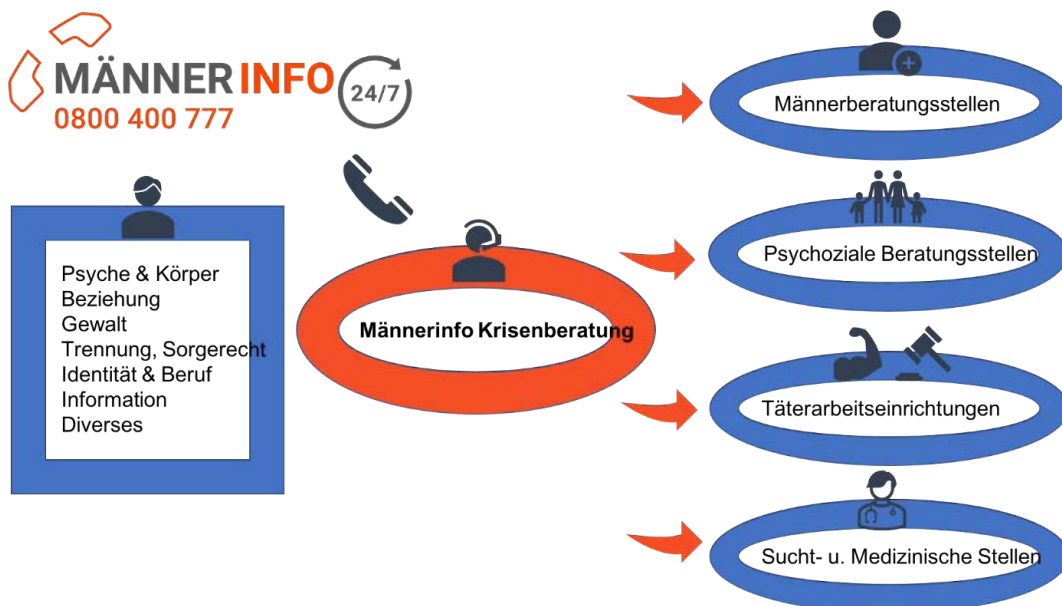 MÄNNERINFO
0800 400 777
24/7
Psyche & Körper
Beziehung
Gewalt
Trennung, Sorgerecht
Identität & Beruf
Information
Diverses
Männerinfo Krisenberatung
Männerberatungsstellen
Psychoziale Beratungsstellen
Täterarbeitseinrichtungen
Sucht- u. Medizinische Stellen